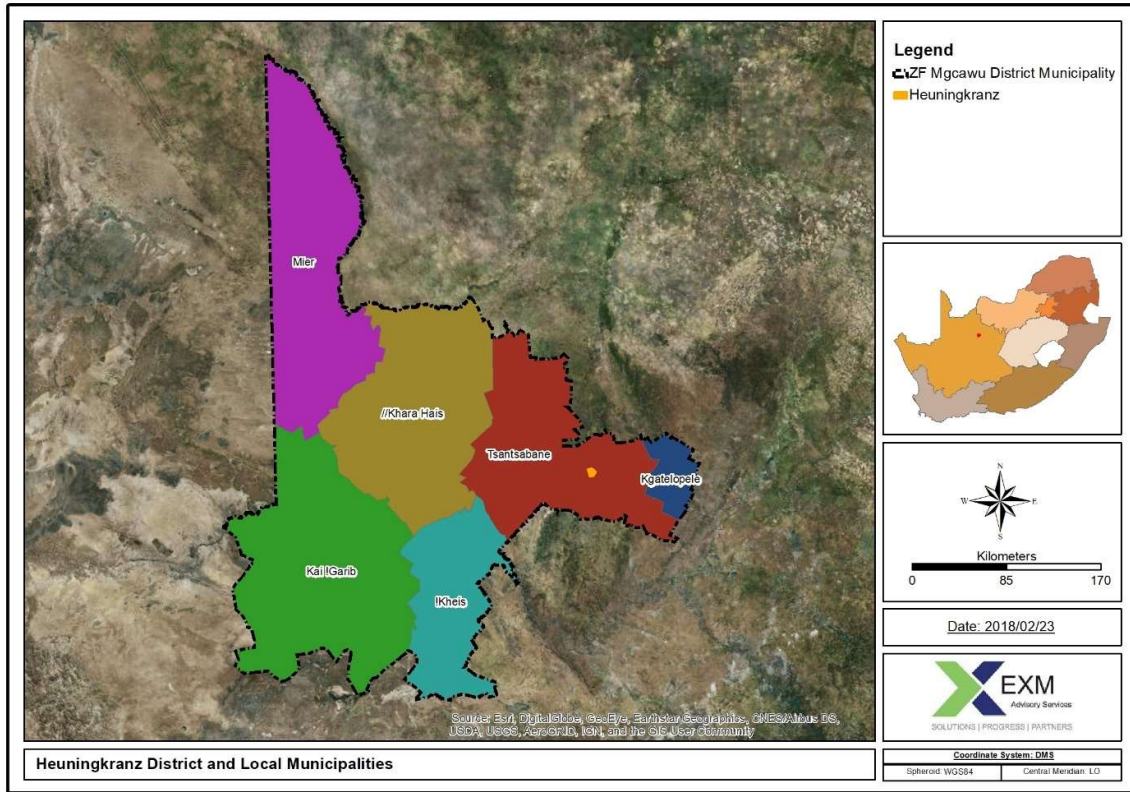 Legend
ZF Mgcawu District Municipality
Heuningkranz
Mier
//Khara Hais
Tsantsabane
Kgatelopele
Kai !Garib
!Kheis
Source: Esri, DigitalGlobe, GeoEye, Earthstar Geographics, CNES/Airbus DS,
USDA, USGS, AeroGRID, IGN, and the GIS User Community
N
W
E
S
Kilometers
0 85 170
Date: 2018/02/23
EXM
Advisory Services
SOLUTIONS | PROGRESS | PARTNERS
Heuningkranz District and Local Municipalities
Coordinate System: DMS
Spheroid: WGS84 Central Meridian: LO